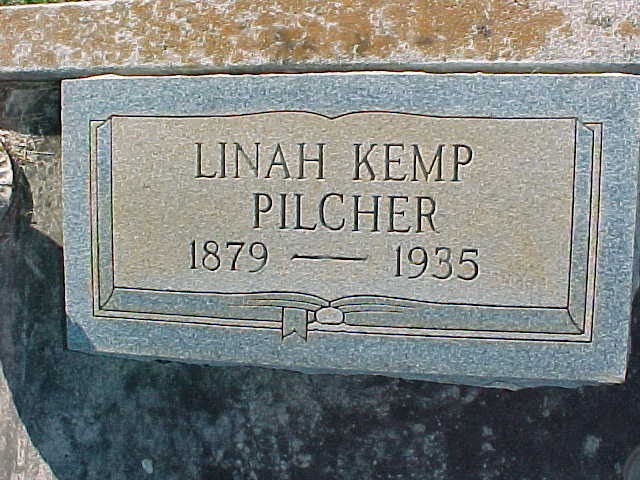 LINAH KEMP
PILCHER
1879 — 1935